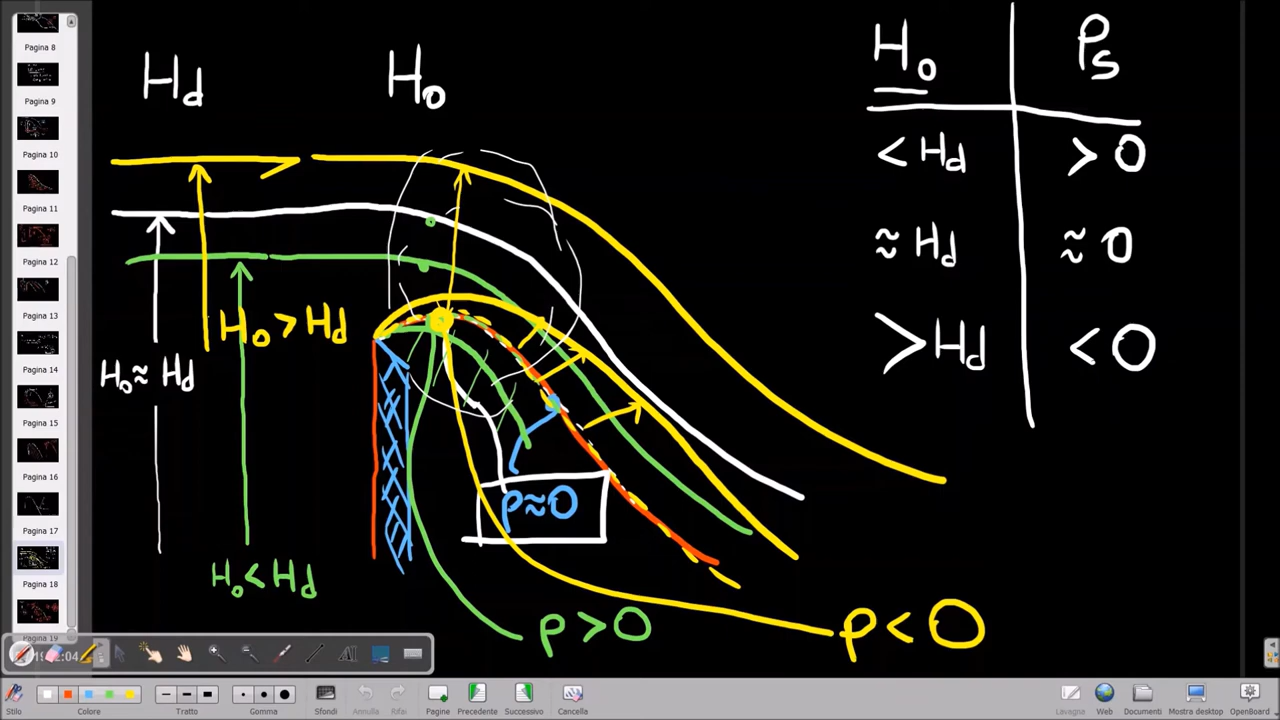 Pagina 8
Pagina 9
Pagina 10
Pagina 11
Pagina 12
Pagina 13
Pagina 14
Pagina 15
Pagina 16
Pagina 17
Pagina 18
Pagina 19
Hd
H₀
H₀ > Hd
H₀ ≈ Hd
H₀ < Hd
p ≈ 0
p > 0
p < 0
H₀ Ps
< Hd > 0
≈ Hd ≈ 0
> Hd < 0
Stilo
Colore
Tratto
Gomma
Sfondi
Annulla
Rifai
Pagine
Precedente
Successivo
Cancella
Lavagna
Web
Documenti
Mostra desktop
OpenBoard